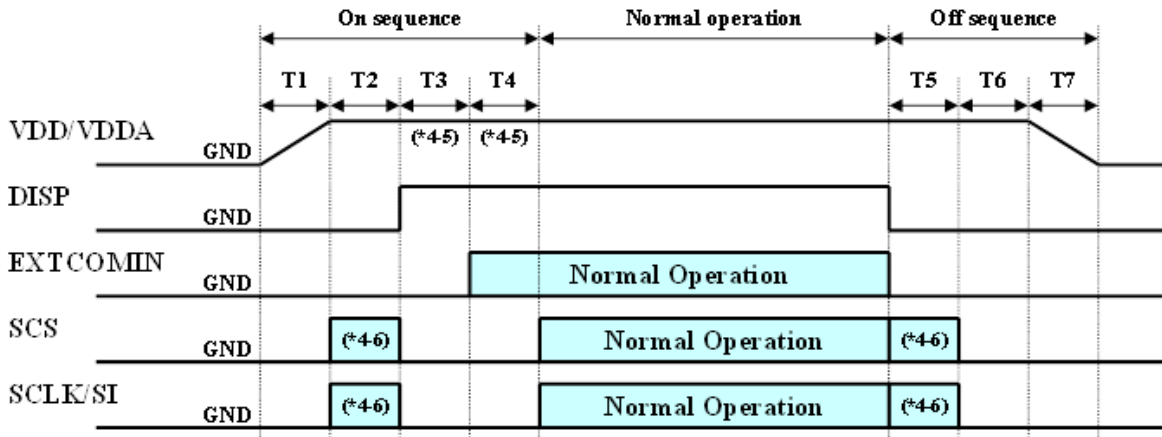 On sequence Normal operation Off sequence
T1 T2 T3 T4 T5 T6 T7
VDD/VDDA GND (*4-5) (*4-5)
DISP GND
EXTCOMIN GND Normal Operation
SCS GND (*4-6) Normal Operation (*4-6)
SCLK/SI GND (*4-6) Normal Operation (*4-6)